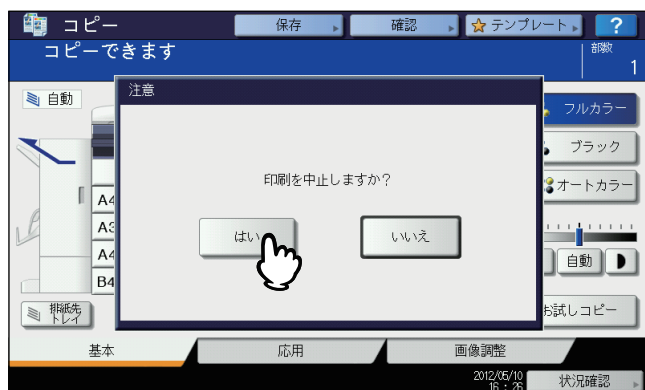 コピー
保存
確認
テンプレート
?
コピーできます
部数
1
自動
注意
フルカラー
ブラック
オートカラー
印刷を中止しますか?
はい
いいえ
A4
A3
A4
B4
自動
排紙先
トレイ
お試しコピー
基本
応用
画像調整
2012/05/10
16 : 26
状況確認